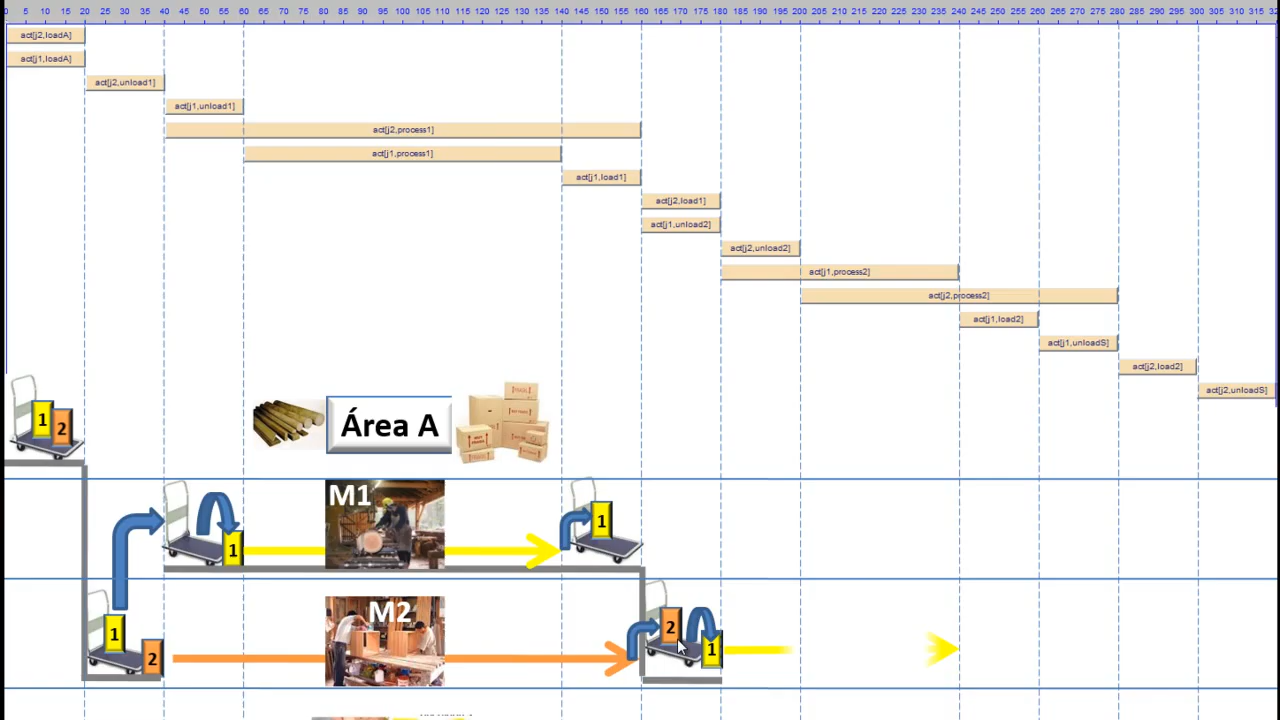 0 5 10 15 20 25 30 35 40 45 50 55 60 65 70 75 80 85 90 95 100 105 110 115 120 125 130 135 140 145 150 155 160 165 170 175 180 185 190 195 200 205 210 215 220 225 230 235 240 245 250 255 260 265 270 275 280 285 290 295 300 305 310 315
act[j2,loadA]
act[j1,loadA]
act[j2,unload1]
act[j1,unload1]
act[j2,process1]
act[j1,process1]
act[j1,load1]
act[j2,load1]
act[j1,unload2]
act[j2,unload2]
act[j1,process2]
act[j2,process2]
act[j1,load2]
act[j1,unloadS]
act[j2,load2]
act[j2,unloadS]
1 2
Área A
M1
1
1
M2
1 2
2 1